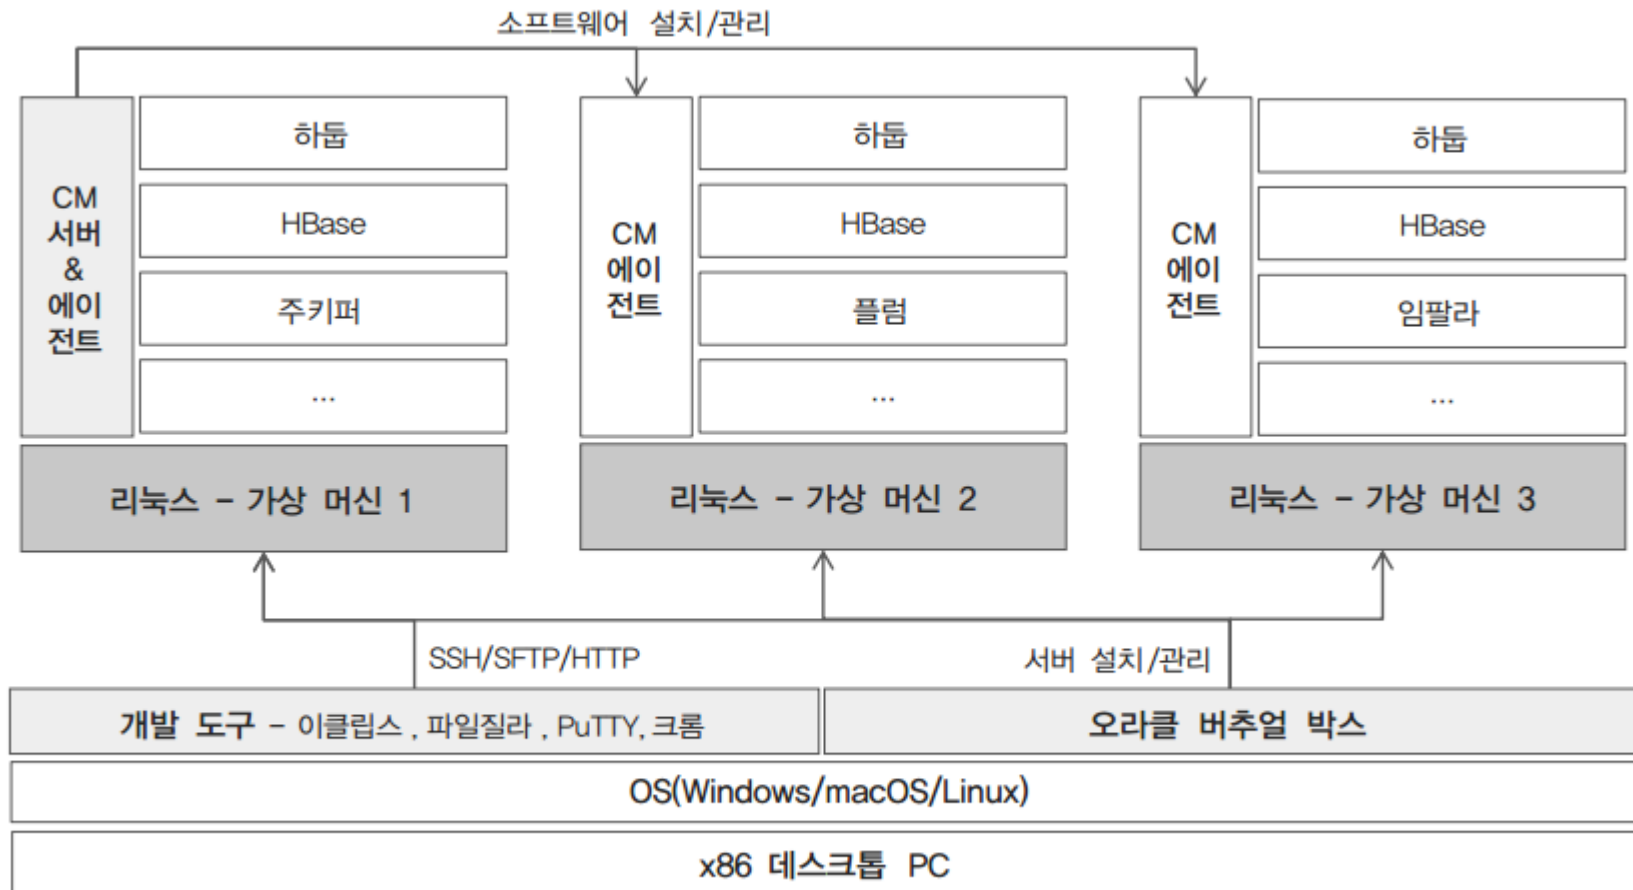 소프트웨어 설치/관리
CM
서버
&
에이
전트
하둡
HBase
주키퍼
...
CM
에이
전트
하둡
HBase
플럼
...
CM
에이
전트
하둡
HBase
임팔라
...
리눅스 - 가상 머신 1
리눅스 - 가상 머신 2
리눅스 - 가상 머신 3
SSH/SFTP/HTTP
서버 설치/관리
개발 도구 - 이클립스 , 파일질라 , PuTTY, 크롬
오라클 버추얼 박스
OS(Windows/macOS/Linux)
x86 데스크톱 PC